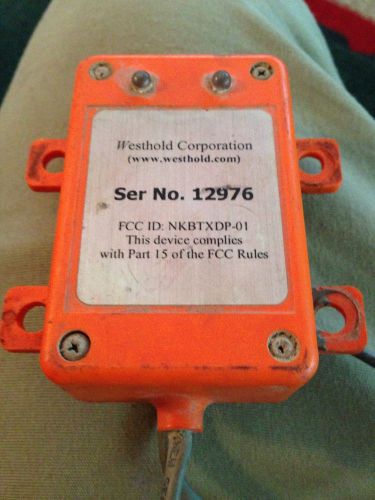 Westhold Corporation
(www.westhold.com)
Ser No. 12976
FCC ID: NKBTXDP-01
This device complies
with Part 15 of the FCC Rules